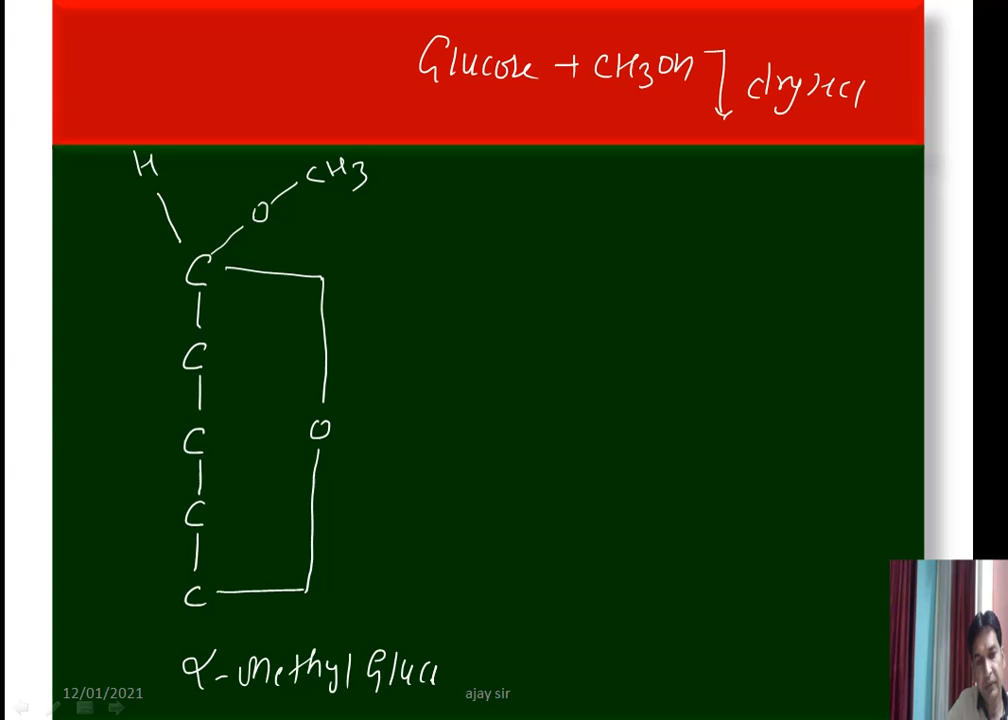 Glucose + CH3OH dry HCl
H
CH3
O
C
C
C
O
C
C
α- methyl Gluc
12/01/2021
ajay sir